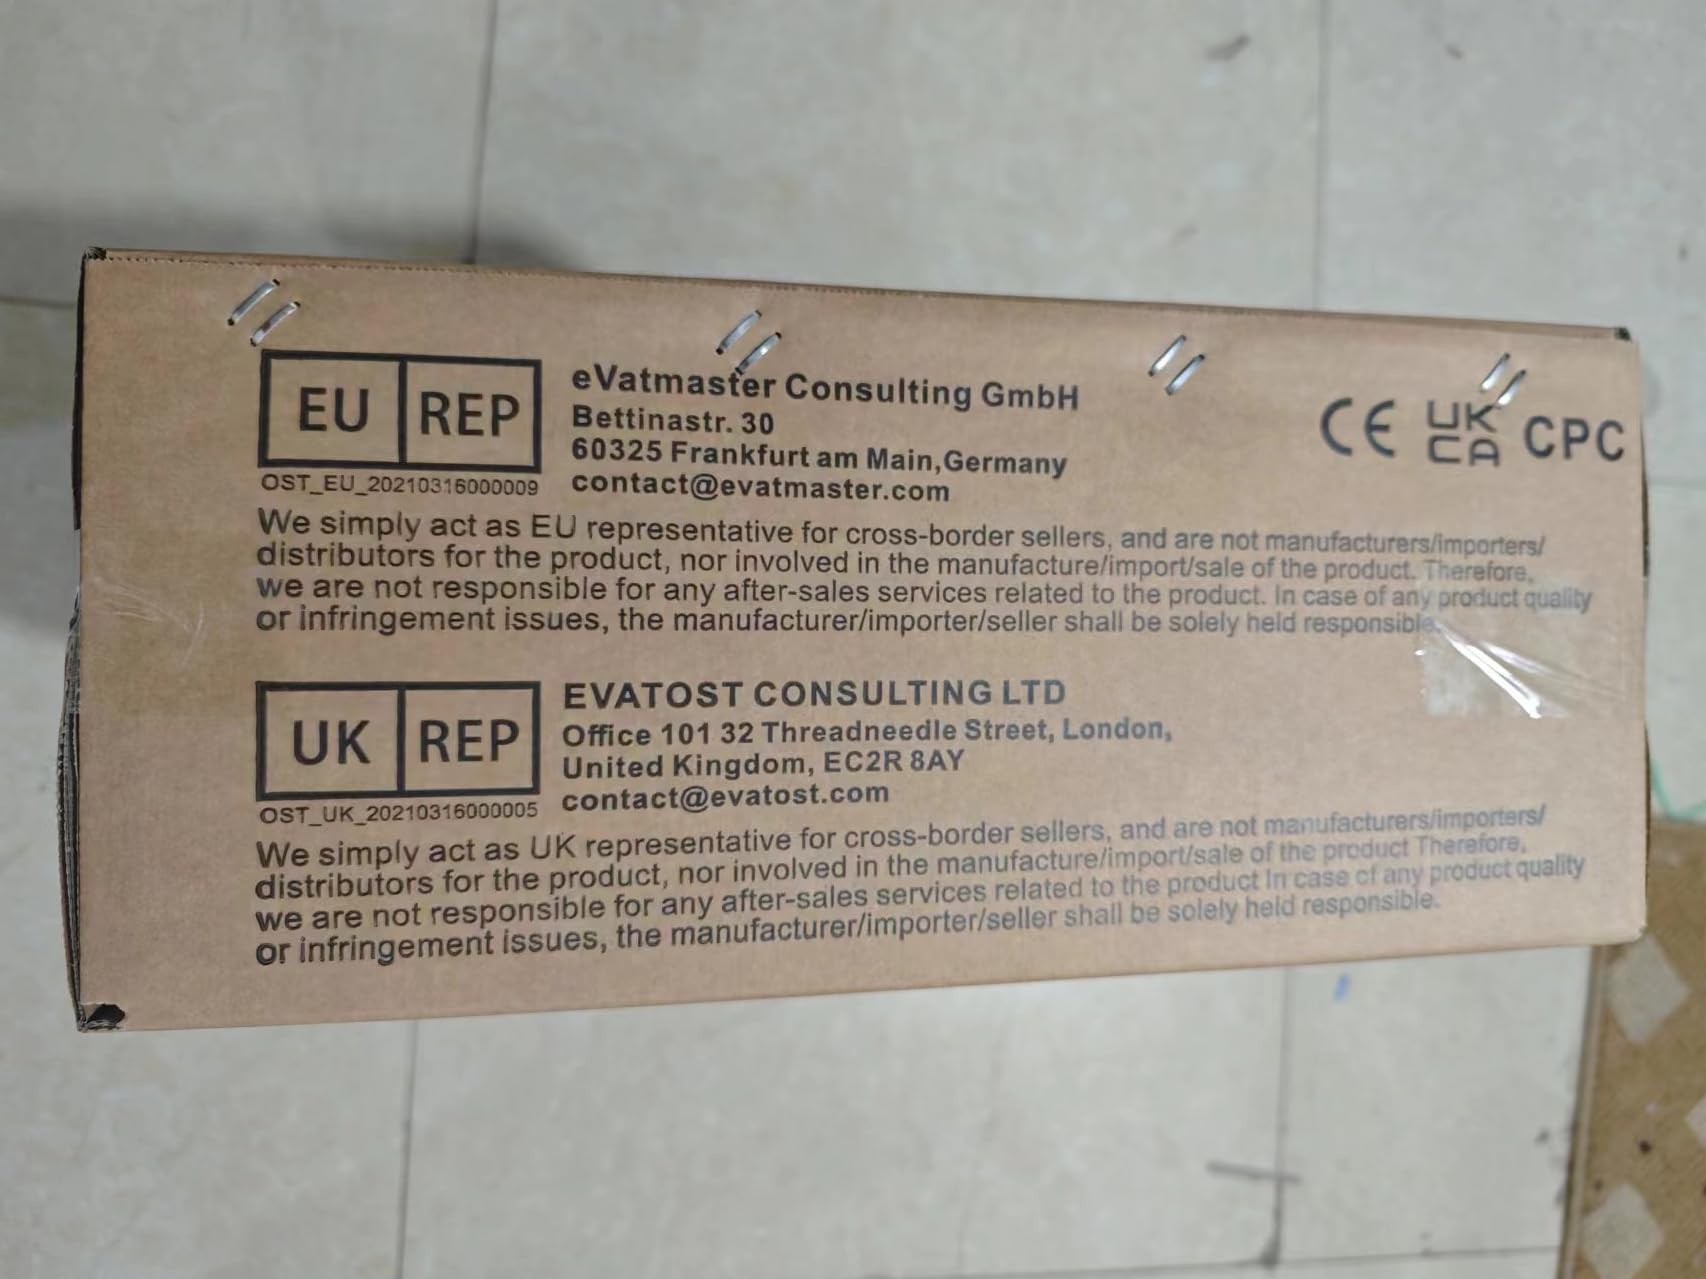 EU REP
OST_EU_20210316000009
eVatmaster Consulting GmbH
Bettinastr. 30
60325 Frankfurt am Main,Germany
contact@evatmaster.com
CE UK CA CPC
We simply act as EU representative for cross-border sellers, and are not manufacturers/importers/
distributors for the product, nor involved in the manufacture/import/sale of the product. Therefore,
we are not responsible for any after-sales services related to the product. In case of any product quality
or infringement issues, the manufacturer/importer/seller shall be solely held responsible.
UK REP
OST_UK_20210316000005
EVATOST CONSULTING LTD
Office 101 32 Threadneedle Street, London,
United Kingdom, EC2R 8AY
contact@evatost.com
We simply act as UK representative for cross-border sellers, and are not manufacturers/importers/
distributors for the product, nor involved in the manufacture/import/sale of the product Therefore,
we are not responsible for any after-sales services related to the product In case of any product quality
or infringement issues, the manufacturer/importer/seller shall be solely held responsible.